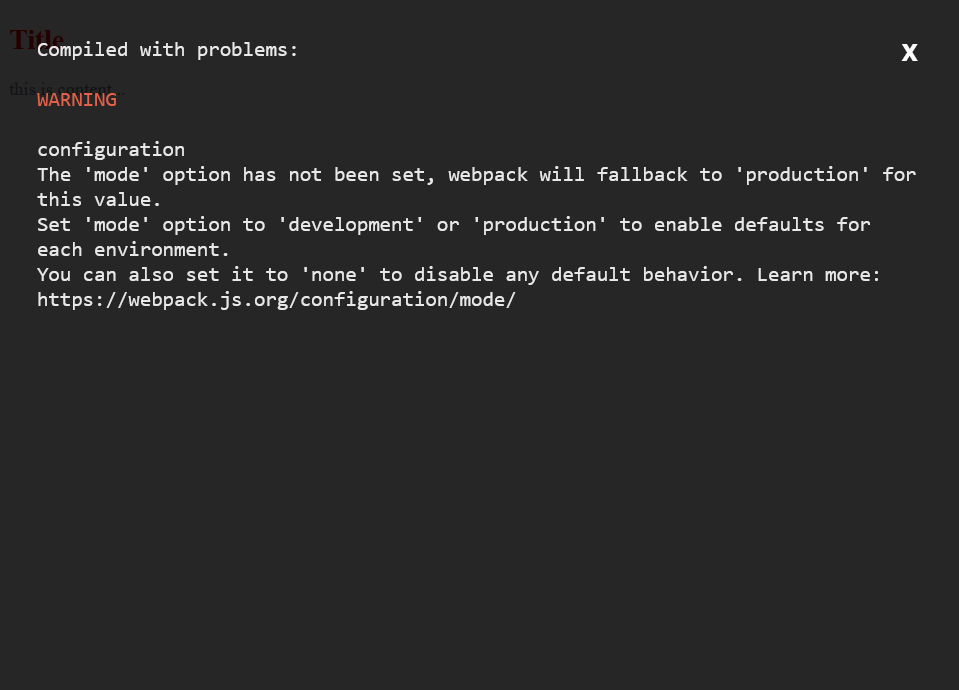 Title
Compiled with problems:
X
this is content...
WARNING
configuration
The 'mode' option has not been set, webpack will fallback to 'production' for
this value.
Set 'mode' option to 'development' or 'production' to enable defaults for
each environment.
You can also set it to 'none' to disable any default behavior. Learn more:
https://webpack.js.org/configuration/mode/